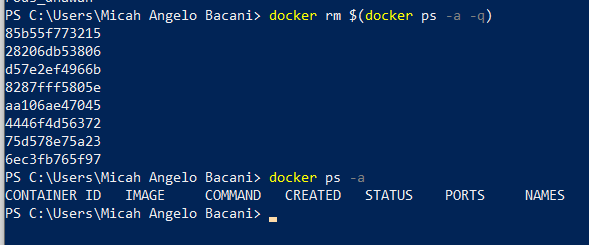 PS C:\Users\Micah Angelo Bacani> docker rm $(docker ps -a -q)
85b55f773215
28206db53806
d57e2ef4966b
8287fff5805e
aa106ae47045
4446f4d56372
75d578e75a23
6ec3fb765f97
PS C:\Users\Micah Angelo Bacani> docker ps -a
CONTAINER ID   IMAGE     COMMAND   CREATED   STATUS    PORTS     NAMES
PS C:\Users\Micah Angelo Bacani>